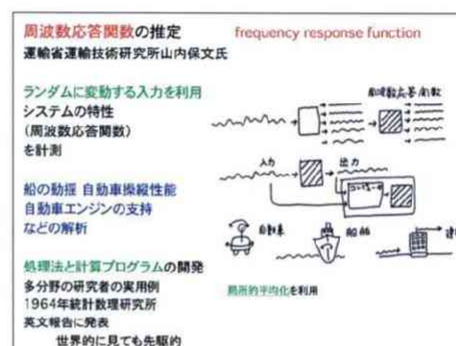 周波数応答関数の推定
frequency response function
運輸省運輸技術研究所山内保文氏
ランダムに変動する入力を利用
システムの特性
(周波数応答関数)
を計測
船の動揺 自動車操縦性能
自動車エンジンの支持
などの解析
処理法と計算プログラムの開発
多分野の研究者の実用例
1964年統計数理研究所
英文報告に発表
世界的に見ても先駆的
周波数応答関数
入力
出力
コンピュータ
自動車
船舶
局所的平均化を利用